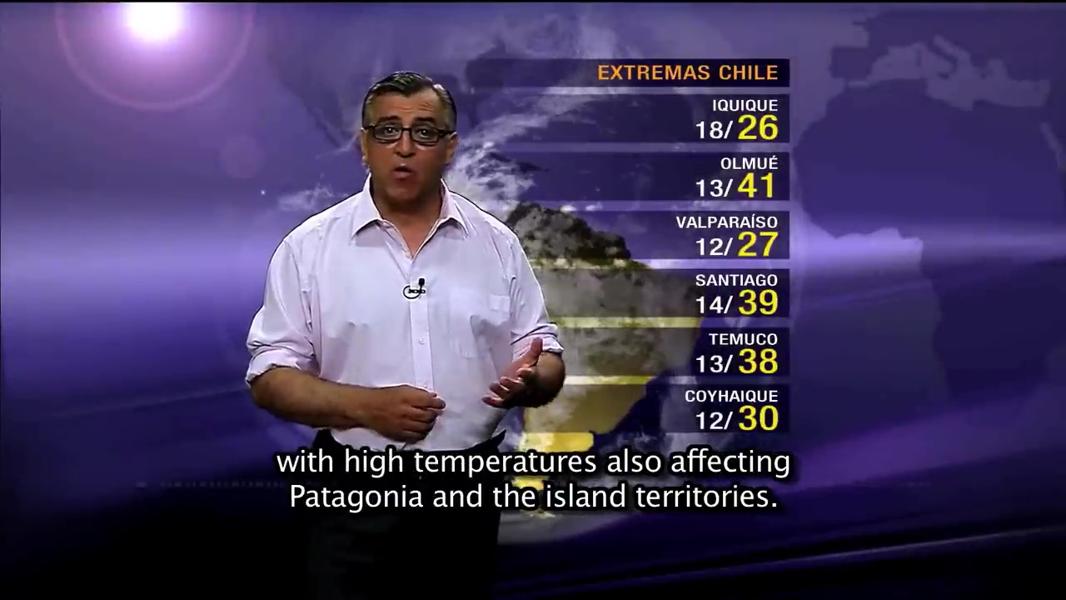 EXTREMAS CHILE
IQUIQUE
18/26
OLMUÉ
13/41
VALPARAÍSO
12/27
SANTIAGO
14/39
TEMUCO
13/38
COYHAIQUE
12/30
with high temperatures also affecting
Patagonia and the island territories.